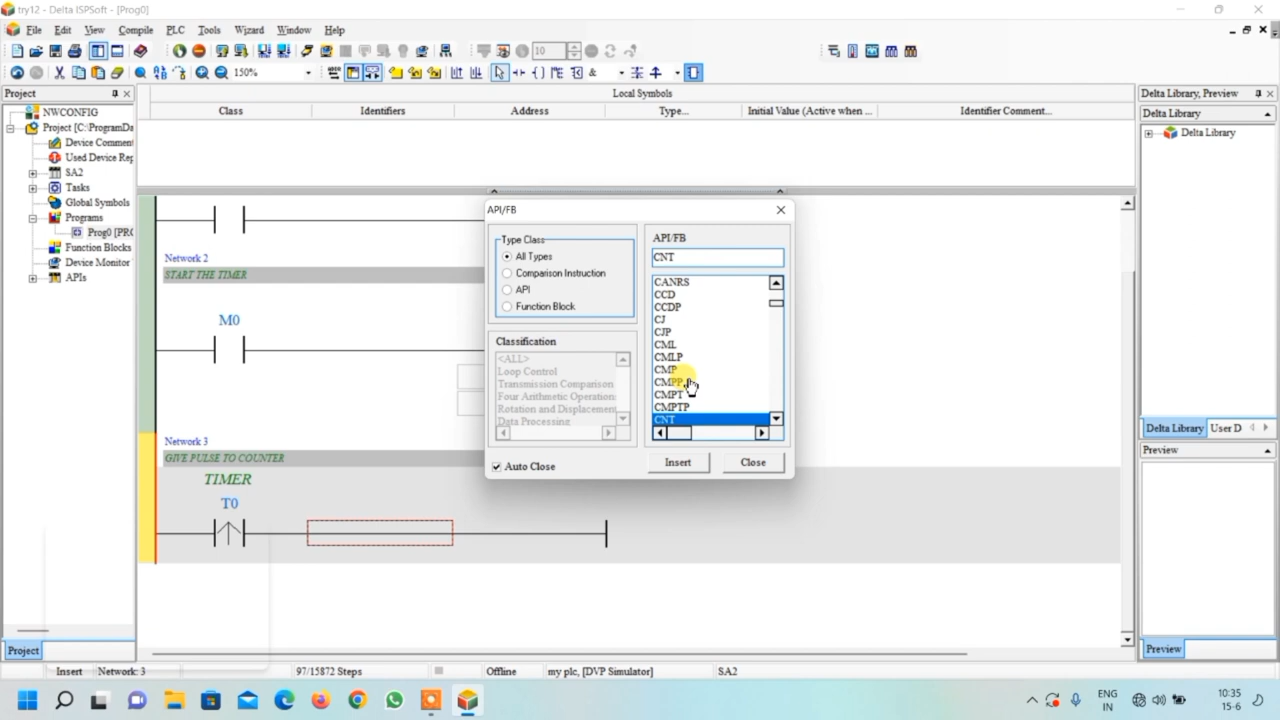 try12 - Delta ISPSoft - [Prog0]
File Edit View Compile PLC Tools Wizard Window Help
10
150%
&
Project
NWCONFIG
Project [C:\ProgramDa
Device Comment
Used Device Rep
SA2
Tasks
Global Symbols
Programs
Prog0 [PRO
Function Blocks
Device Monitor
APIs
Project
Local Symbols
Class Identifiers Address Type... Initial Value (Active when ... Identifier Comment...
Network 2
START THE TIMER
M0
Network 3
GIVE PULSE TO COUNTER
TIMER
T0
API/FB
Type Class
All Types
Comparison Instruction
API
Function Block
Classification
<ALL>
Loop Control
Transmission Comparison
Four Arithmetic Operation
Rotation and Displacement
Data Processing
Auto Close
API/FB
CNT
CANRS
CCD
CCDP
CJ
CJP
CML
CMLP
CMP
CMPP
CMPT
CMPTP
CNT
Insert
Close
Delta Library, Preview
Delta Library
Delta Library
Delta Library User D 4
Preview
Preview
Insert Network: 3 97/15872 Steps Offline my plc, [DVP Simulator] SA2
ENG
IN
10:35
15-6